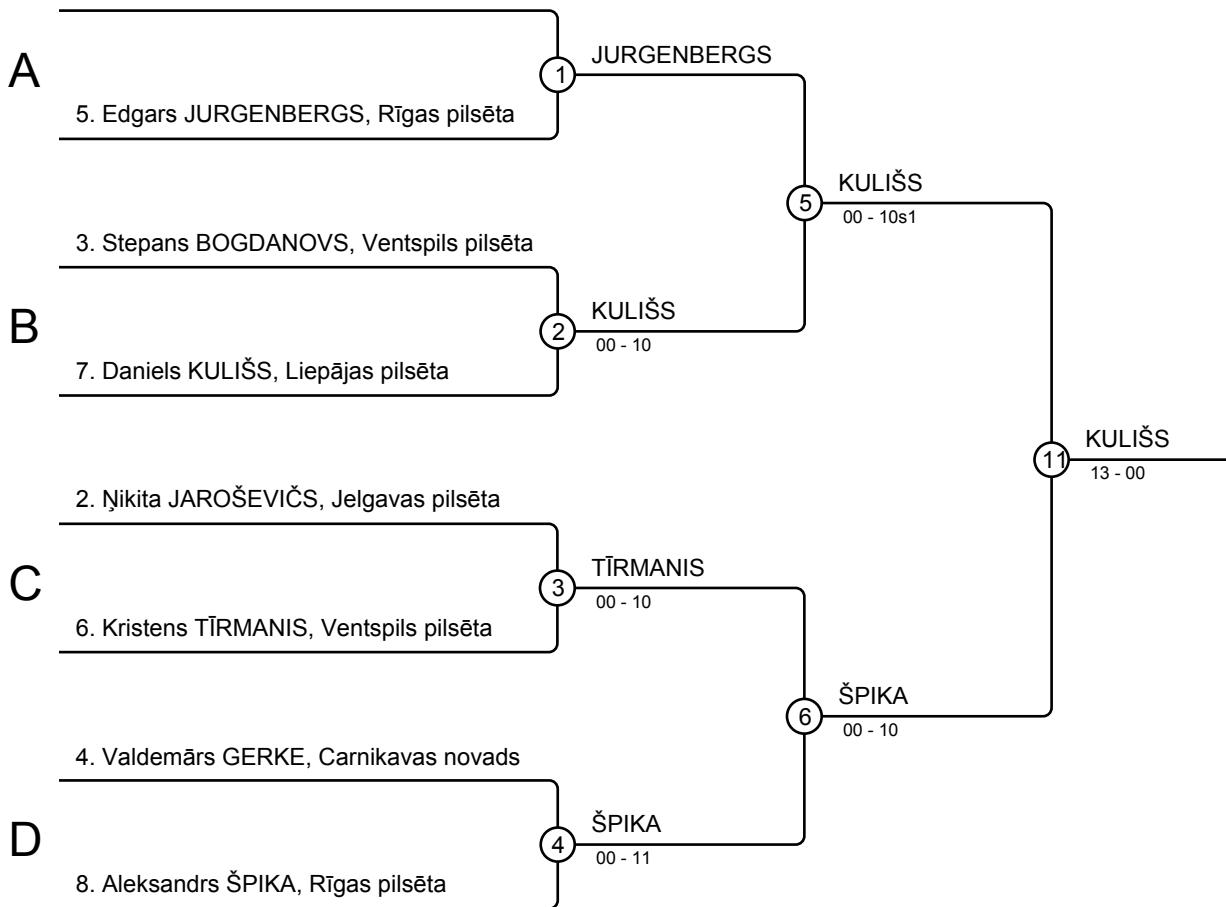 A
1
JURGENBERGS
5. Edgars JURGENBERGS, Rīgas pilsēta
5
KULIŠS
00 - 10s1
3. Stepans BOGDANOVS, Ventspils pilsēta
B
2
KULIŠS
00 - 10
7. Daniels KULIŠS, Liepājas pilsēta
11
KULIŠS
13 - 00
2. Ņikita JAROŠEVIČS, Jelgavas pilsēta
C
3
TĪRMANIS
00 - 10
6. Kristens TĪRMANIS, Ventspils pilsēta
6
ŠPIKA
00 - 10
4. Valdemārs GERKE, Carnikavas novads
D
4
ŠPIKA
00 - 11
8. Aleksandrs ŠPIKA, Rīgas pilsēta